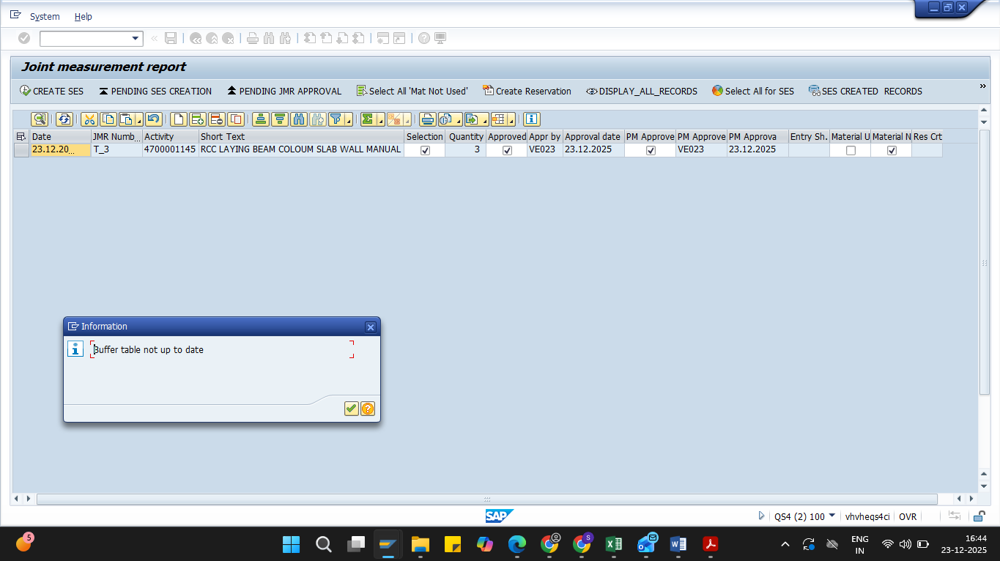 System Help
Joint measurement report
CREATE SES PENDING SES CREATION PENDING JMR APPROVAL Select All 'Mat Not Used' Create Reservation DISPLAY_ALL_RECORDS Select All for SES SES CREATED RECORDS
Date JMR Numb... Activity Short Text Selection Quantity Approved Appr by Approval date PM Approve PM Approve PM Approva Entry Sh. Material U Material N Res Crt
23.12.20... T_3 4700001145 RCC LAYING BEAM COLOUM SLAB WALL MANUAL 3 VE023 23.12.2025 VE023 23.12.2025
Information
Buffer table not up to date
SAP
QS4 (2) 100 vhvheqs4ci OVR
5
S
ENG
IN
16:44
23-12-2025